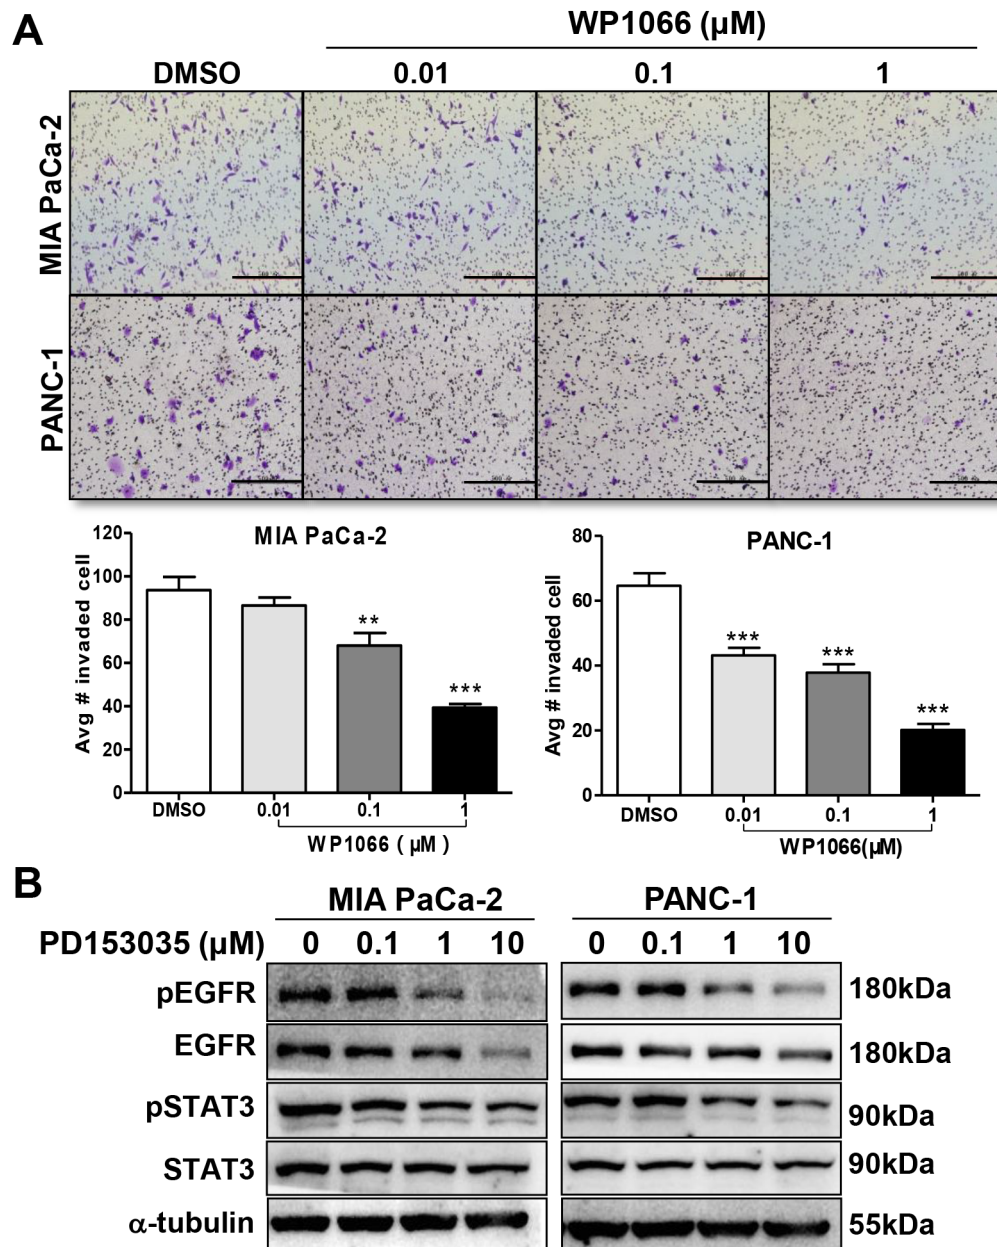 A
WP1066 (µM)
DMSO 0.01 0.1 1
MIA PaCa-2
PANC-1
MIA PaCa-2
Avg # invaded cell
120
100
80
60
40
20
0
**
***
DMSO 0.01 0.1 1
WP1066 ( µM )
PANC-1
Avg # invaded cell
80
60
40
20
0
***
***
***
DMSO 0.01 0.1 1
WP1066(µM)
B
MIA PaCa-2 PANC-1
PD153035 (µM) 0 0.1 1 10 0 0.1 1 10
pEGFR 180kDa
EGFR 180kDa
pSTAT3 90kDa
STAT3 90kDa
α-tubulin 55kDa